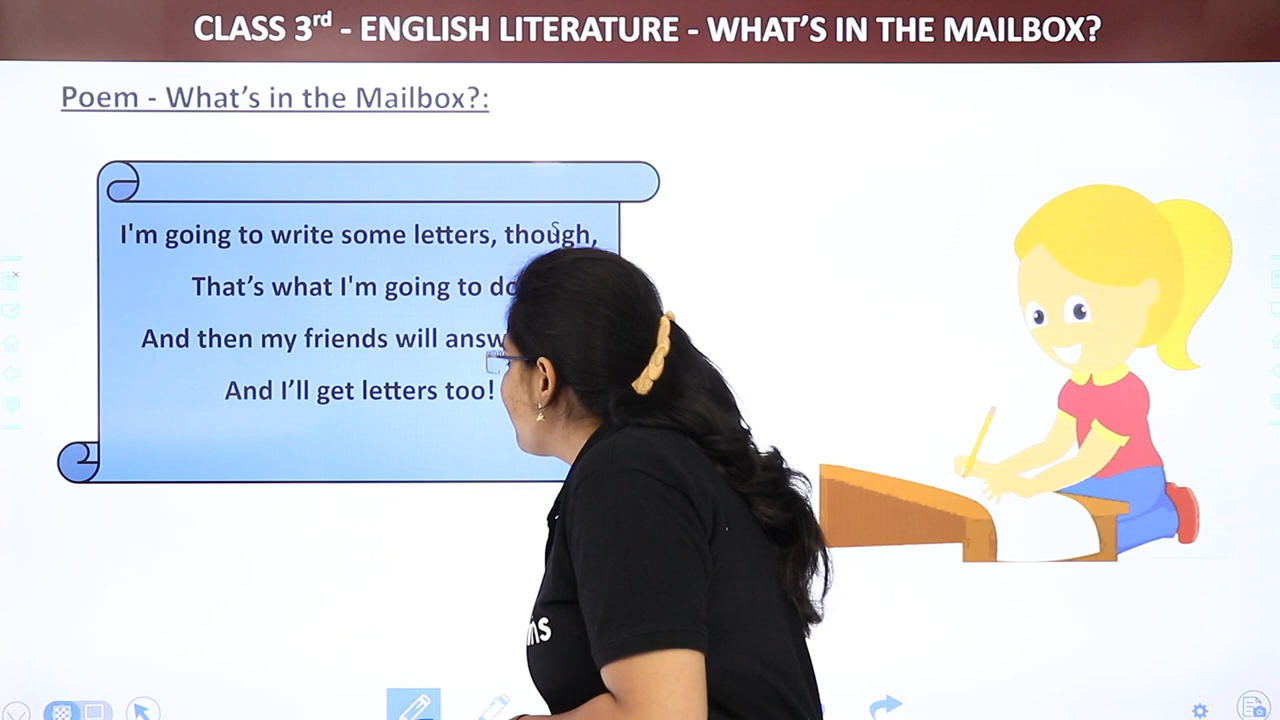 CLASS 3rd - ENGLISH LITERATURE - WHAT'S IN THE MAILBOX?
Poem - What's in the Mailbox?:
I'm going to write some letters, though,
That's what I'm going to do
And then my friends will
And I'll get letters too!